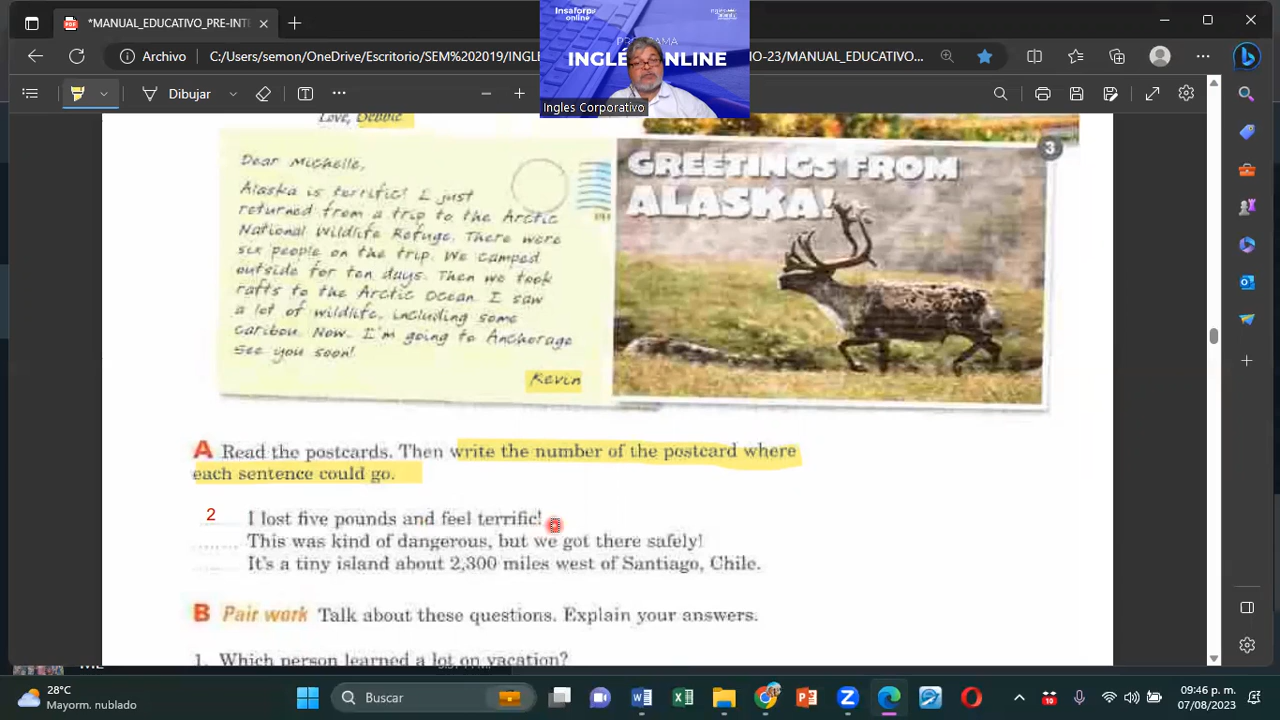 *MANUAL_EDUCATIVO_PRE-INTE
Insaforp
online
INGLÉS ONLINE
Ingles Corporativo
Archivo
C:/Users/semon/OneDrive/Escritorio/SEM%202019/INGLE
O-23/MANUAL_EDUCATIVO_...
Dibujar
Love, Debbie
Dear Michelle,
Alaska is terrific! I just
returned from a trip to the Arctic
National Wildlife Refuge. There were
six people on the trip. We camped
outside for ten days. Then we took
rafts to the Arctic Ocean. I saw
a lot of wildlife, including some
caribou. Now, I'm going to Anchorage
See you soon!
Kevin
3
GREETINGS FROM
ALASKA!
A Read the postcards. Then write the number of the postcard where
each sentence could go.
2 I lost five pounds and feel terrific!
........ This was kind of dangerous, but we got there safely!
........ It's a tiny island about 2,300 miles west of Santiago, Chile.
B Pair work Talk about these questions. Explain your answers.
1. Which person learned a lot on vacation?
28°C
Mayorm. nublado
Buscar
10
09:46 p. m.
07/08/2023